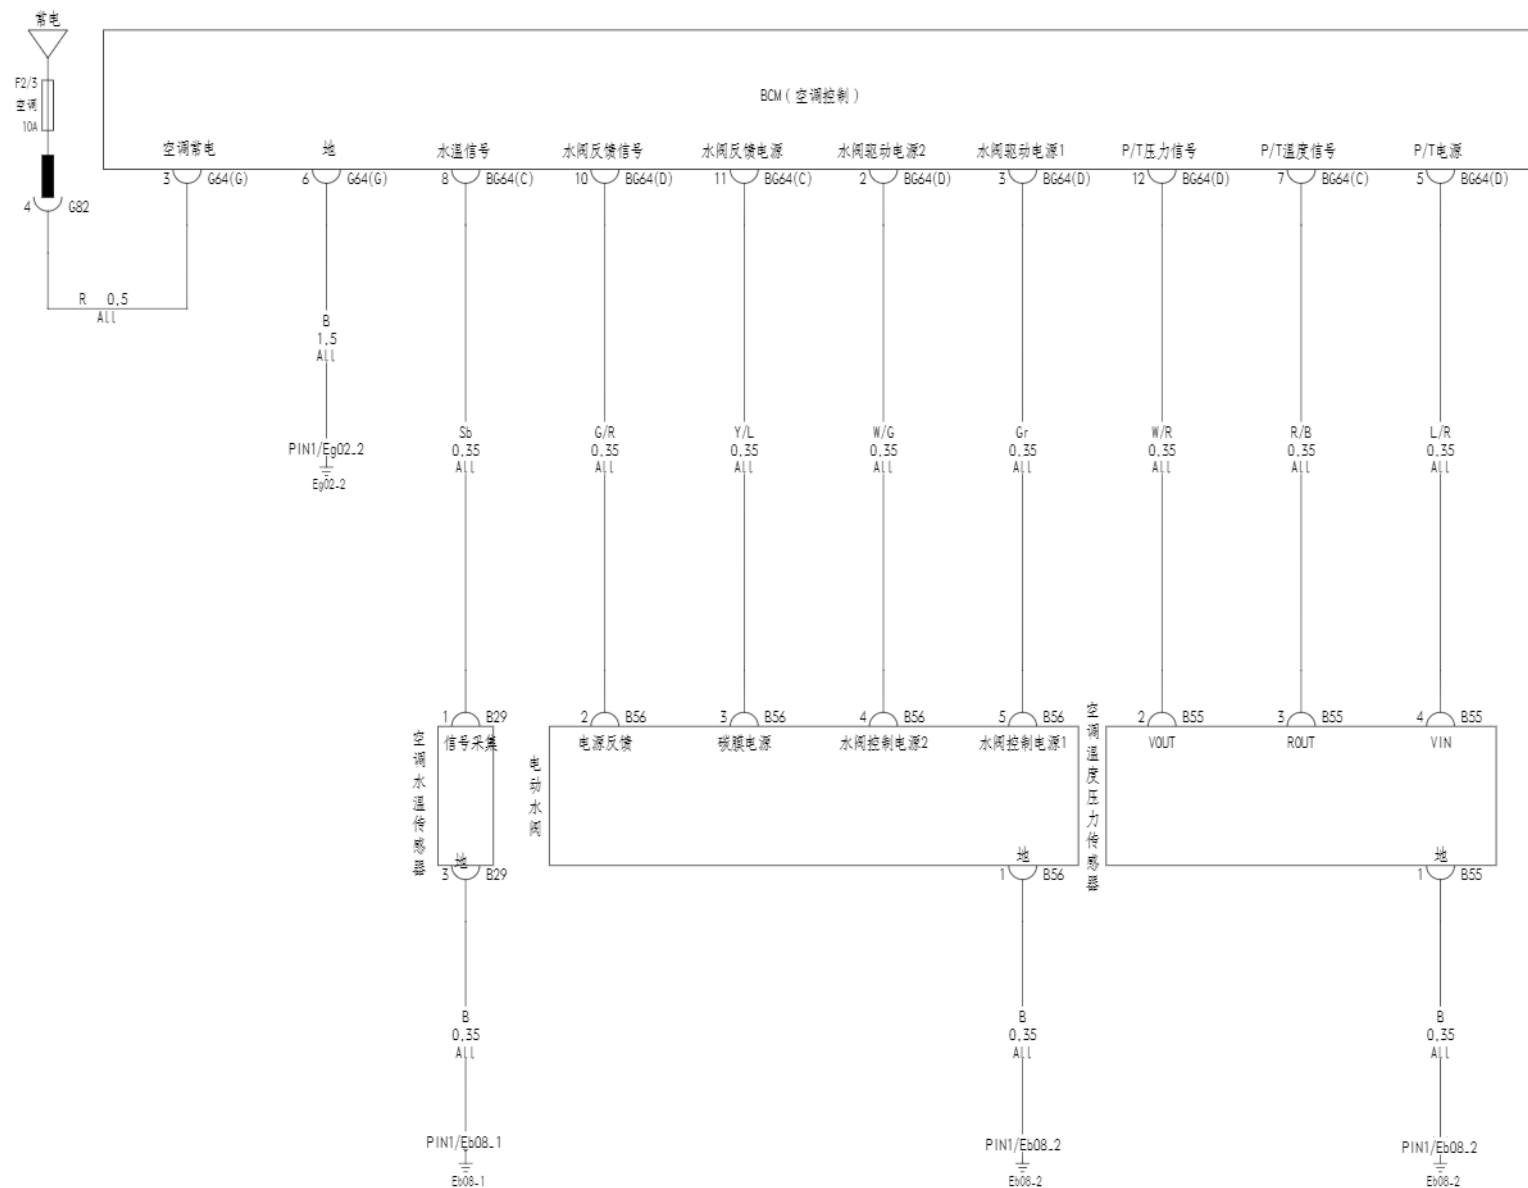 常电
F2/3
空调
10A
4 G82
R 0.5
All
BCM(空调控制)
空调常电 地 水温信号 水阀反馈信号 水阀反馈电源 水阀驱动电源2 水阀驱动电源1 P/T压力信号 P/T温度信号 P/T电源
3 G64(G) 6 G64(G) 8 BG64(C) 10 BG64(D) 11 BG64(C) 2 BG64(D) 3 BG64(D) 12 BG64(D) 7 BG64(C) 5 BG64(D)
B
1.5
All
PIN1/Eg02_2
Eg02-2
Sb G/R Y/L W/G Gr W/R R/B L/R
0.35 0.35 0.35 0.35 0.35 0.35 0.35 0.35
All All All All All All All All
1 B29 2 B56 3 B56 4 B56 5 B56 2 B55 3 B55 4 B55
信号采集 电源反馈 碳膜电源 水阀控制电源2 水阀控制电源1 VOUT ROUT VIN
空调水温传感器
电动水阀
空调温度压力传感器
地 地 地
3 B29 1 B56 1 B55
B B B
0.35 0.35 0.35
All All All
PIN1/Eb08_1 PIN1/Eb08_2 PIN1/Eb08_2
Eb08-1 Eb08-2 Eb08-2